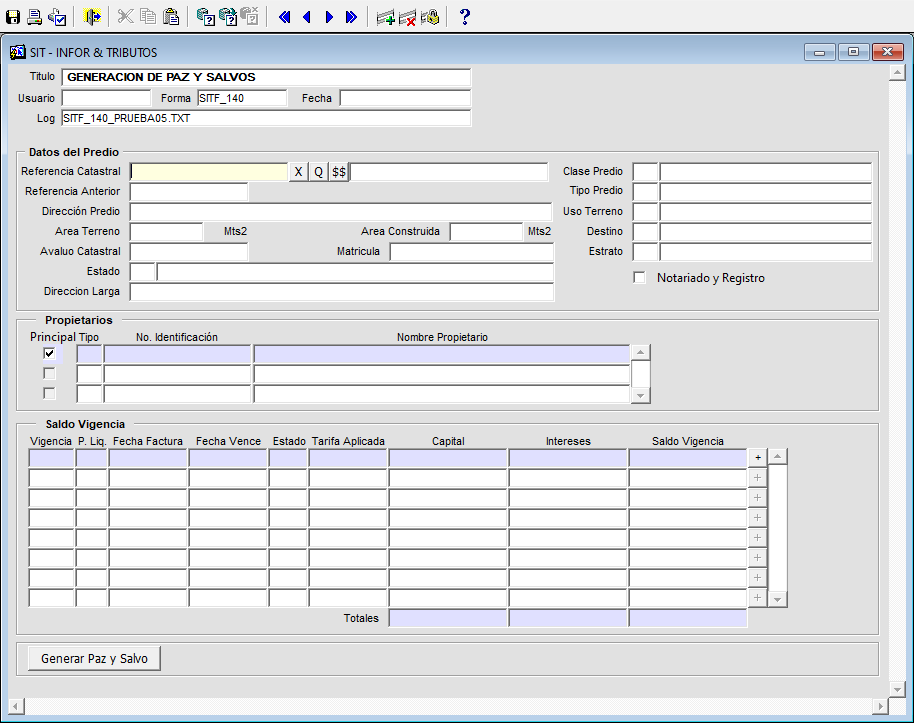 SIT - INFOR & TRIBUTOS
Titulo GENERACION DE PAZ Y SALVOS
Usuario Forma SITF_140 Fecha
Log SITF_140_PRUEBA05.TXT
Datos del Predio
Referencia Catastral X Q $$ Clase Predio
Referencia Anterior Tipo Predio
Dirección Predio Uso Terreno
Area Terreno Mts2 Area Construida Mts2 Destino
Avaluo Catastral Matricula Estrato
Estado Notariado y Registro
Direccion Larga
Propietarios
Principal Tipo No. Identificación Nombre Propietario
Saldo Vigencia
Vigencia P. Liq. Fecha Factura Fecha Vence Estado Tarifa Aplicada Capital Intereses Saldo Vigencia
+
+
+
+
+
+
+
+
Totales
Generar Paz y Salvo